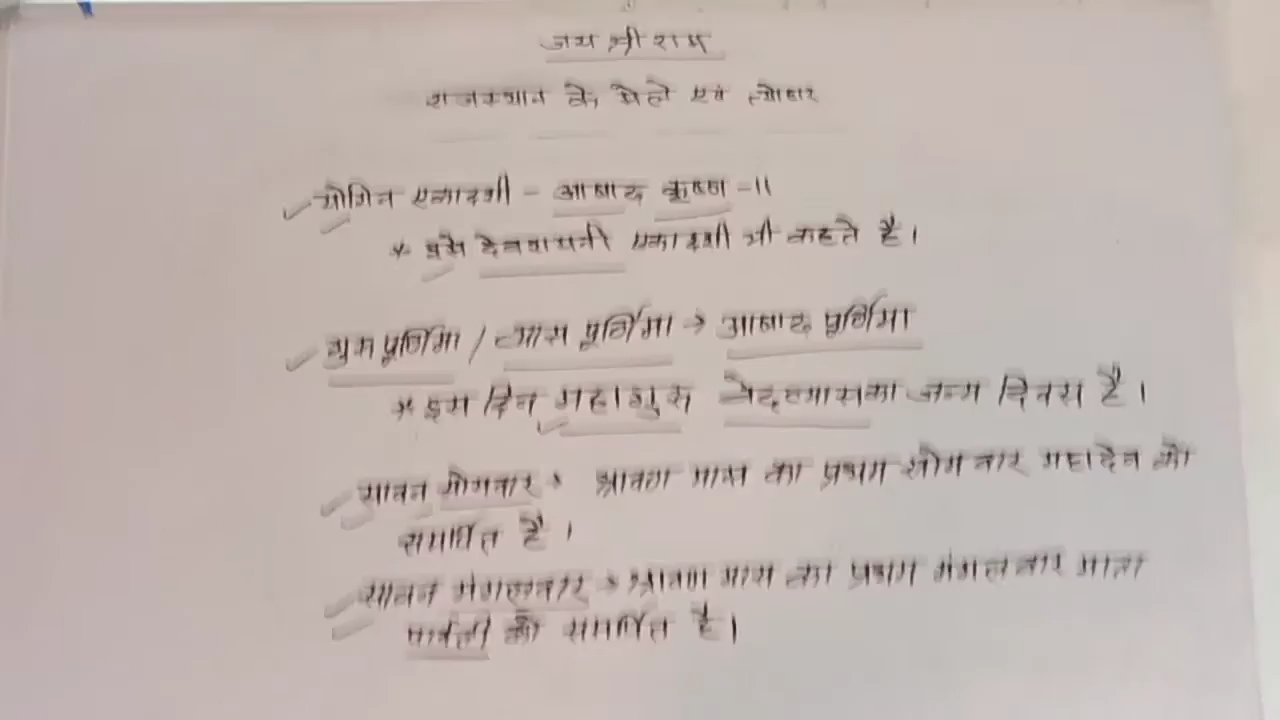 जय श्री राम
राजस्थान के मेले एवं त्योहार
योगिन एकादशी - आषाढ कृष्ण -11
* इसे देवशयनी एकादशी भी कहते है।
गुरू पूर्णिमा / व्यास पूर्णिमा → आषाढ पूर्णिमा
* इस दिन महागुरू वेदव्यास का जन्म दिवस है।
सावन सोमवार → श्रावण मास का प्रथम सोमवार महादेव को
समर्पित है।
सावन मंगलवार → श्रावण मास का प्रथम मंगलवार माता
पार्वती को समर्पित है।